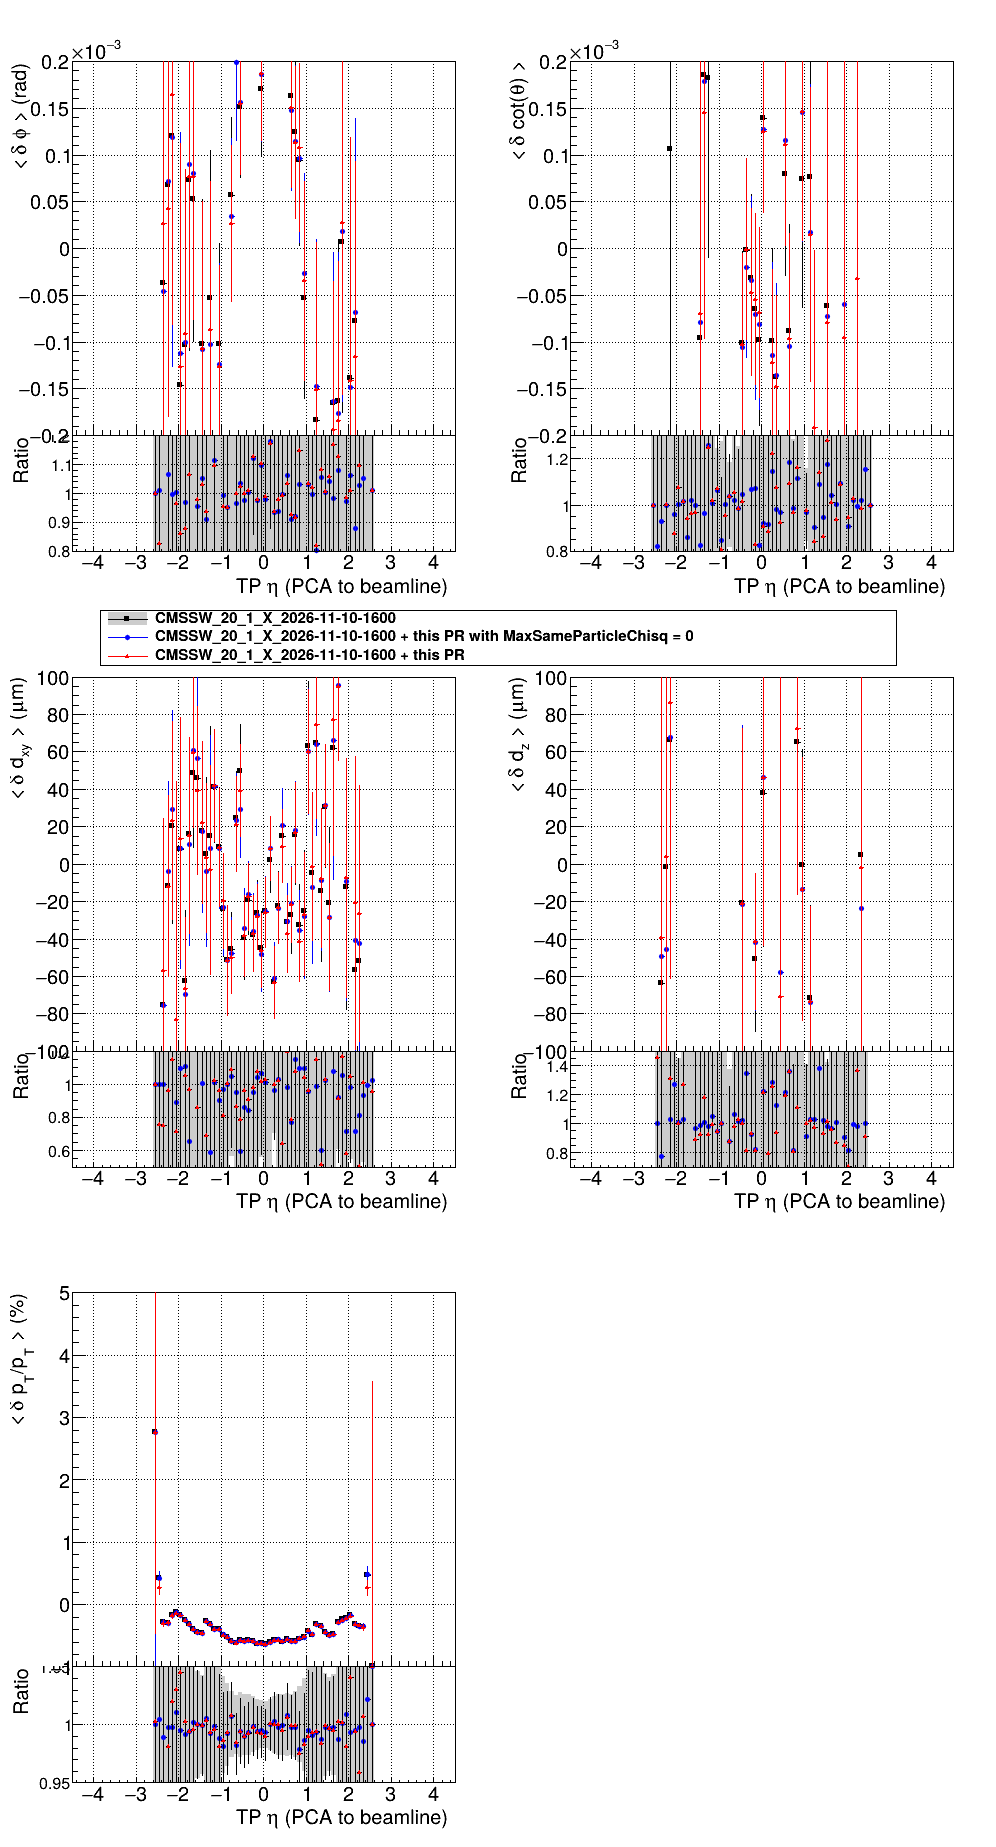 ×10⁻³
< δ ϕ > (rad)
0.2
0.15
0.1
0.05
0
−0.05
−0.1
−0.15
−0.2
Ratio
1.2
1.1
1
0.9
0.8
−4 −3 −2 −1 0 1 2 3 4
TP η (PCA to beamline)
×10⁻³
< δ cot(θ) >
0.2
0.15
0.1
0.05
0
−0.05
−0.1
−0.15
−0.2
Ratio
1.2
1
0.8
−4 −3 −2 −1 0 1 2 3 4
TP η (PCA to beamline)
CMSSW_20_1_X_2026-11-10-1600
CMSSW_20_1_X_2026-11-10-1600 + this PR with MaxSameParticleChisq = 0
CMSSW_20_1_X_2026-11-10-1600 + this PR
< δ d_xy > (μm)
100
80
60
40
20
0
−20
−40
−60
−80
−100
Ratio
1
0.8
0.6
−4 −3 −2 −1 0 1 2 3 4
TP η (PCA to beamline)
< δ d_z > (μm)
100
80
60
40
20
0
−20
−40
−60
−80
−100
Ratio
1.4
1.2
1
0.8
−4 −3 −2 −1 0 1 2 3 4
TP η (PCA to beamline)
< δ p_T/p_T > (%)
5
4
3
2
1
0
Ratio
1.05
1
0.95
−4 −3 −2 −1 0 1 2 3 4
TP η (PCA to beamline)